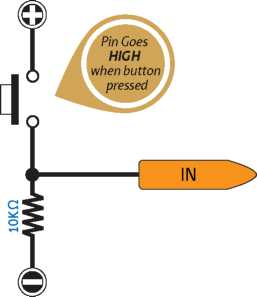 Pin Goes
HIGH
when button
pressed
IN
10KΩ